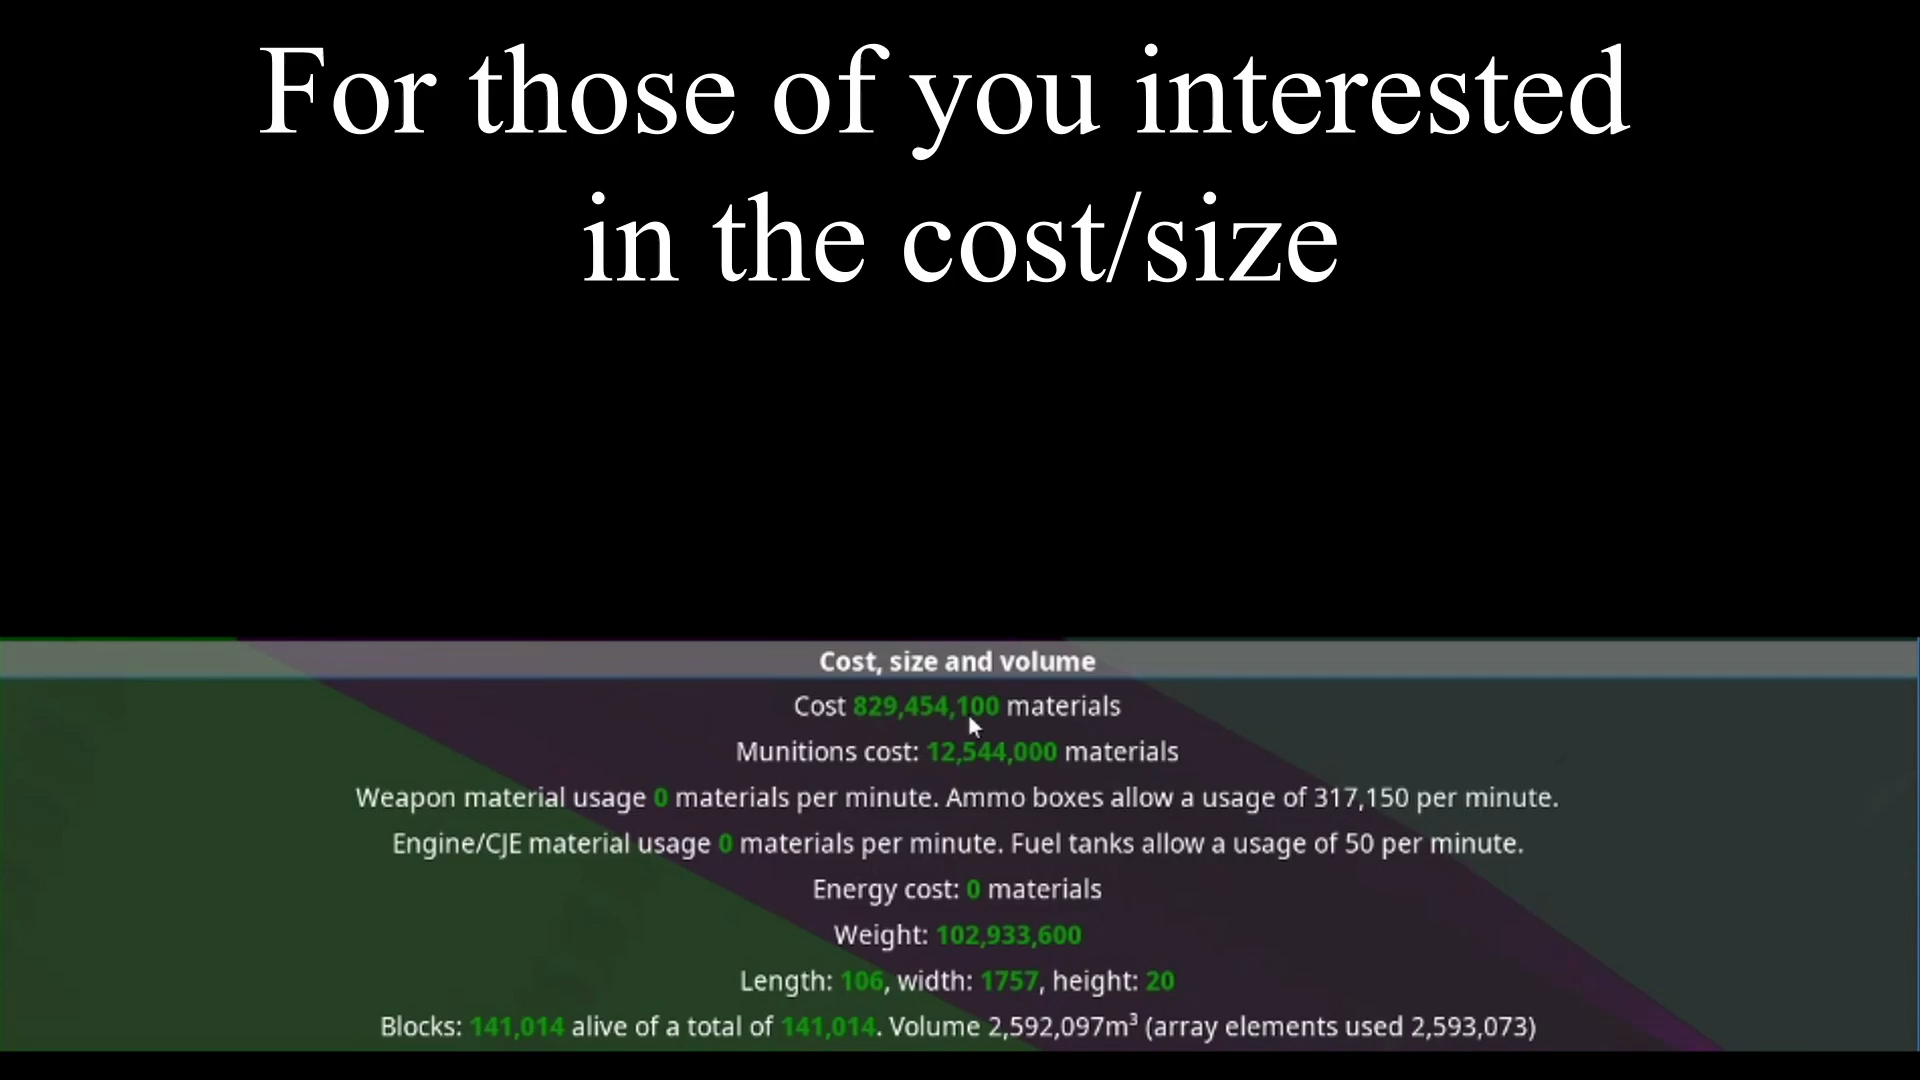 For those of you interested
in the cost/size
Cost, size and volume
Cost 829,454,100 materials
Munitions cost: 12,544,000 materials
Weapon material usage 0 materials per minute. Ammo boxes allow a usage of 317,150 per minute.
Engine/CJE material usage 0 materials per minute. Fuel tanks allow a usage of 50 per minute.
Energy cost: 0 materials
Weight: 102,933,600
Length: 106, width: 1757, height: 20
Blocks: 141,014 alive of a total of 141,014. Volume 2,592,097m³ (array elements used 2,593,073)